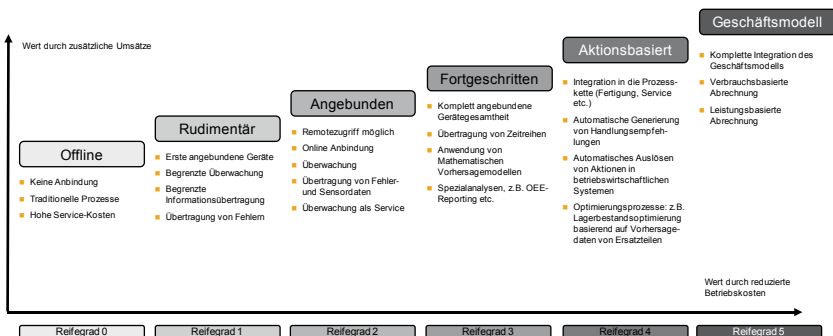 Wert durch zusätzliche Umsätze
Offline
Keine Anbindung
Traditionelle Prozesse
Hohe Service-Kosten
Rudimentär
Erste angebundene Geräte
Begrenzte Überwachung
Begrenzte
Informationsübertragung
Übertragung von Fehlern
Angebunden
Remotezugriff möglich
Online Anbindung
Überwachung
Übertragung von Fehler-
und Sensordaten
Überwachung als Service
Fortgeschritten
Komplett angebundene
Gerätegesamtheit
Übertragung von Zeitreihen
Anwendung von
Mathematischen
Vorhersagemodellen
Spezialanalysen, z.B. OEE-
Reporting etc.
Aktionsbasiert
Integration in die Prozess-
kette (Fertigung, Service
etc.)
Automatische Generierung
von Handlungsempfeh-
lungen
Automatisches Auslösen
von Aktionen in
betriebswirtschaftlichen
Systemen
Optimierungsprozesse: z.B.
Lagerbestandsoptimierung
basierend auf Vorhersage-
daten von Ersatzteilen
Geschäftsmodell
Komplette Integration des
Geschäftsmodells
Verbrauchsbasierte
Abrechnung
Leistungsbasierte
Abrechnung
Wert durch reduzierte
Betriebskosten
Reifegrad 0
Reifegrad 1
Reifegrad 2
Reifegrad 3
Reifegrad 4
Reifegrad 5